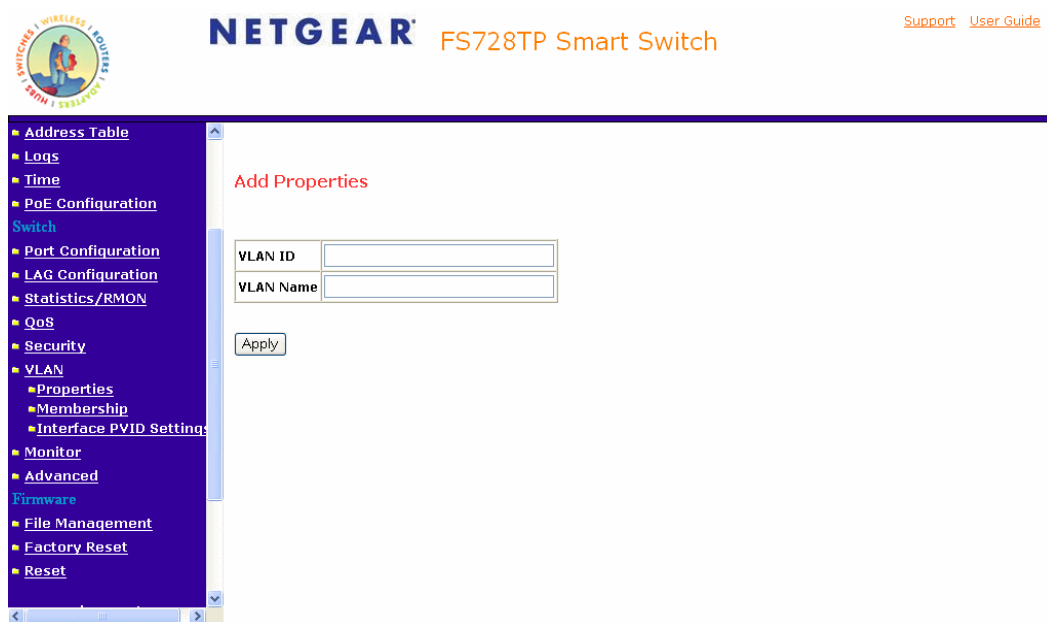 SWITCHES | WIRELESS | ROUTERS | ADAPTERS | HUBS |
NETGEAR
FS728TP Smart Switch
Support User Guide
Address Table
Logs
Time
PoE Configuration
Switch
Port Configuration
LAG Configuration
Statistics/RMON
QoS
Security
VLAN
Properties
Membership
Interface PVID Settings
Monitor
Advanced
Firmware
File Management
Factory Reset
Reset
Add Properties
VLAN ID
VLAN Name
Apply